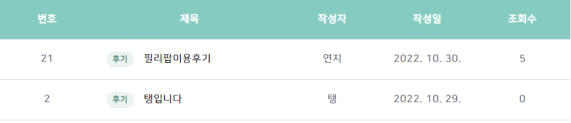 번호 제목 작성자 작성일 조회수
21 후기 필리팝이용후기 연지 2022. 10. 30. 5
2 후기 탱입니다 탱 2022. 10. 29. 0